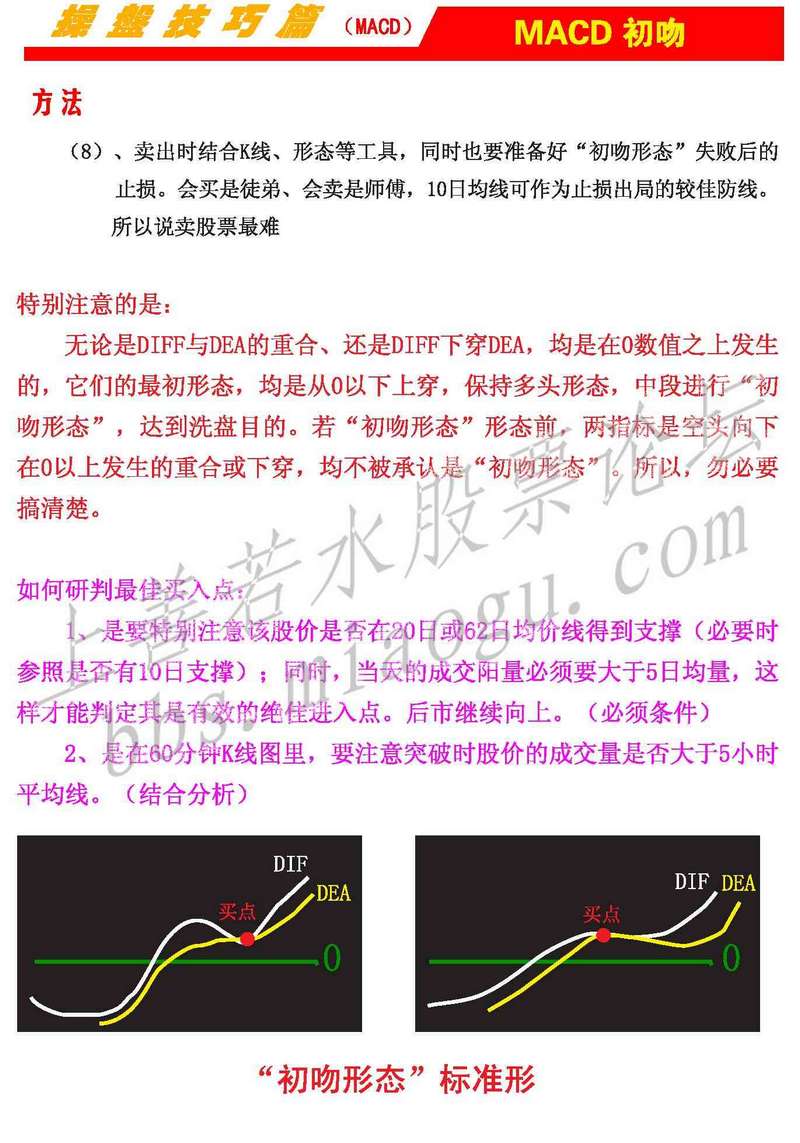 操盘技巧篇（MACD）
MACD 初吻
方法
（8）、卖出时结合K线、形态等工具，同时也要准备好“初吻形态”失败后的
止损。会买是徒弟、会卖是师傅，10日均线可作为止损出局的较佳防线。
所以说卖股票最难
特别注意的是：
无论是DIFF与DEA的重合、还是DIFF下穿DEA，均是在0数值之上发生
的，它们的最初形态，均是从0以下上穿，保持多头形态，中段进行“初
吻形态”，达到洗盘目的。若“初吻形态”形态前，两指标是空头向下
在0以上发生的重合或下穿，均不被承认是“初吻形态”。所以，勿必要
搞清楚。
如何研判最佳买入点：
1、是要特别注意该股价是否在20日或62日均价线得到支撑（必要时
参照是否有10日支撑）；同时，当天的成交阳量必须要大于5日均量，这
样才能判定其是有效的绝佳进入点。后市继续向上。（必须条件）
2、是在60分钟K线图里，要注意突破时股价的成交量是否大于5小时
平均线。（结合分析）
上善若水股票论坛
bbs.miaogu.com
DIF
DEA
买点
0
DIF DEA
买点
0
“初吻形态”标准形